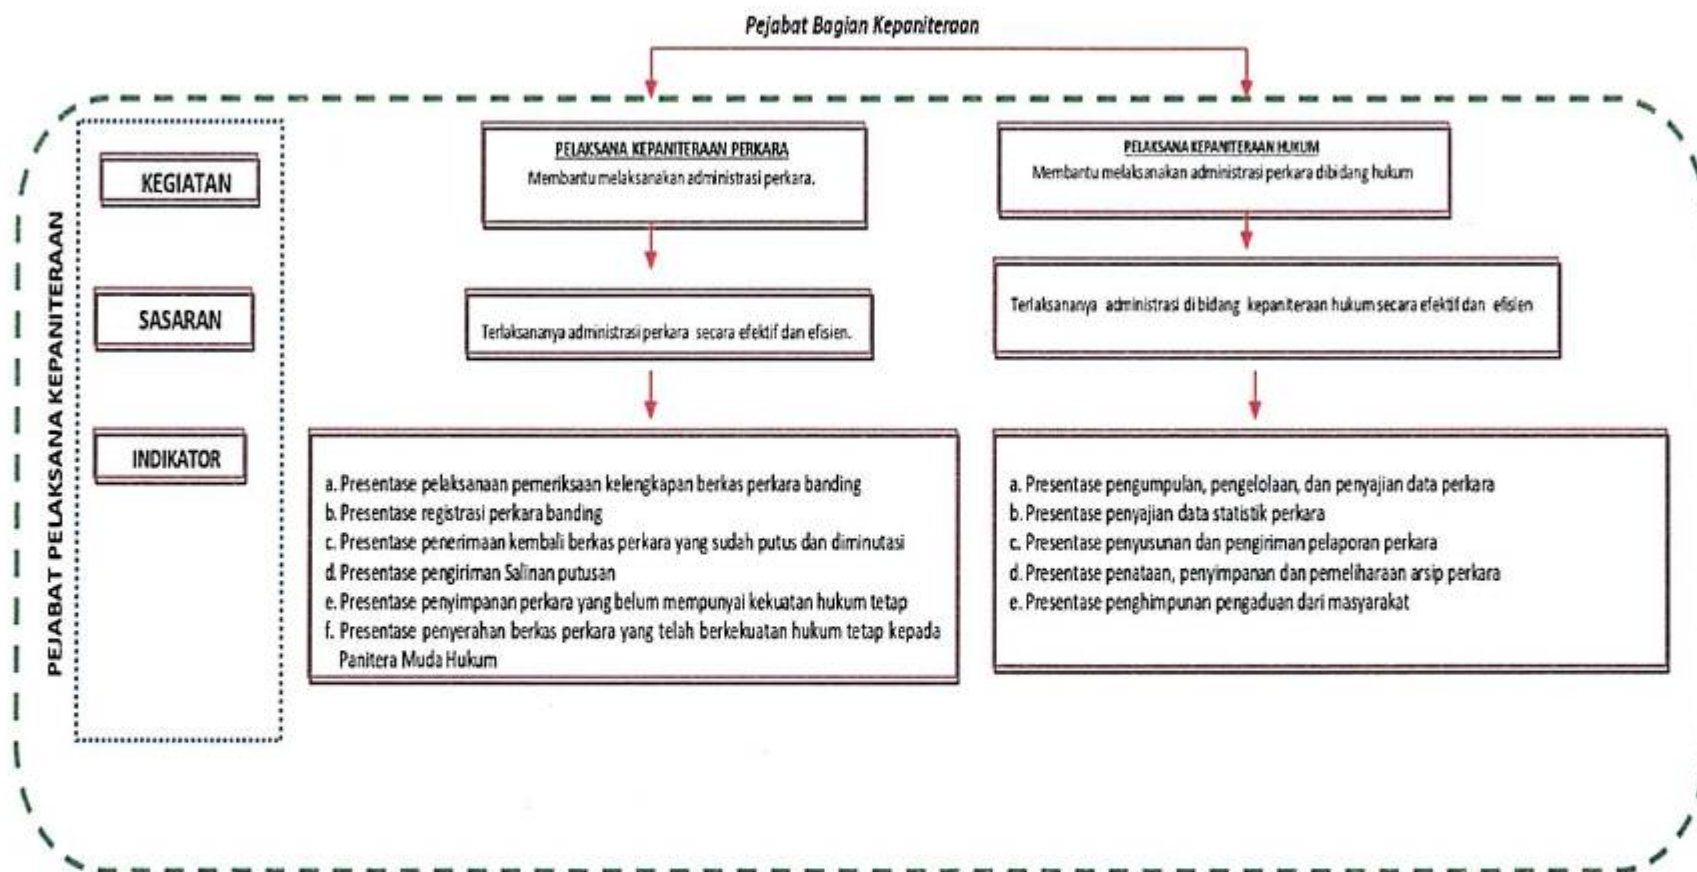 Pejabat Bagian Kepaniteraan
PEJABAT PELAKSANA KEPANITERAAN
KEGIATAN
SASARAN
INDIKATOR
PELAKSANA KEPANITERAAN PERKARA
Membantu melaksanakan administrasi perkara.
Terlaksananya administrasi perkara secara efektif dan efisien.
a. Presentase pelaksanaan pemeriksaan kelengkapan berkas perkara banding
b. Presentase registrasi perkara banding
c. Presentase penerimaan kembali berkas perkara yang sudah putus dan diminutasi
d. Presentase pengiriman Salinan putusan
e. Presentase penyimpanan perkara yang belum mempunyai kekuatan hukum tetap
f. Presentase penyerahan berkas perkara yang telah berkekuatan hukum tetap kepada
Panitera Muda Hukum
PELAKSANA KEPANITERAAN HUKUM
Membantu melaksanakan administrasi perkara dibidang hukum
Terlaksananya administrasi di bidang kepaniteraan hukum secara efektif dan efisien
a. Presentase pengumpulan, pengelolaan, dan penyajian data perkara
b. Presentase penyajian data statistik perkara
c. Presentase penyusunan dan pengiriman pelaporan perkara
d. Presentase penataan, penyimpanan dan pemeliharaan arsip perkara
e. Presentase penghimpunan pengaduan dari masyarakat